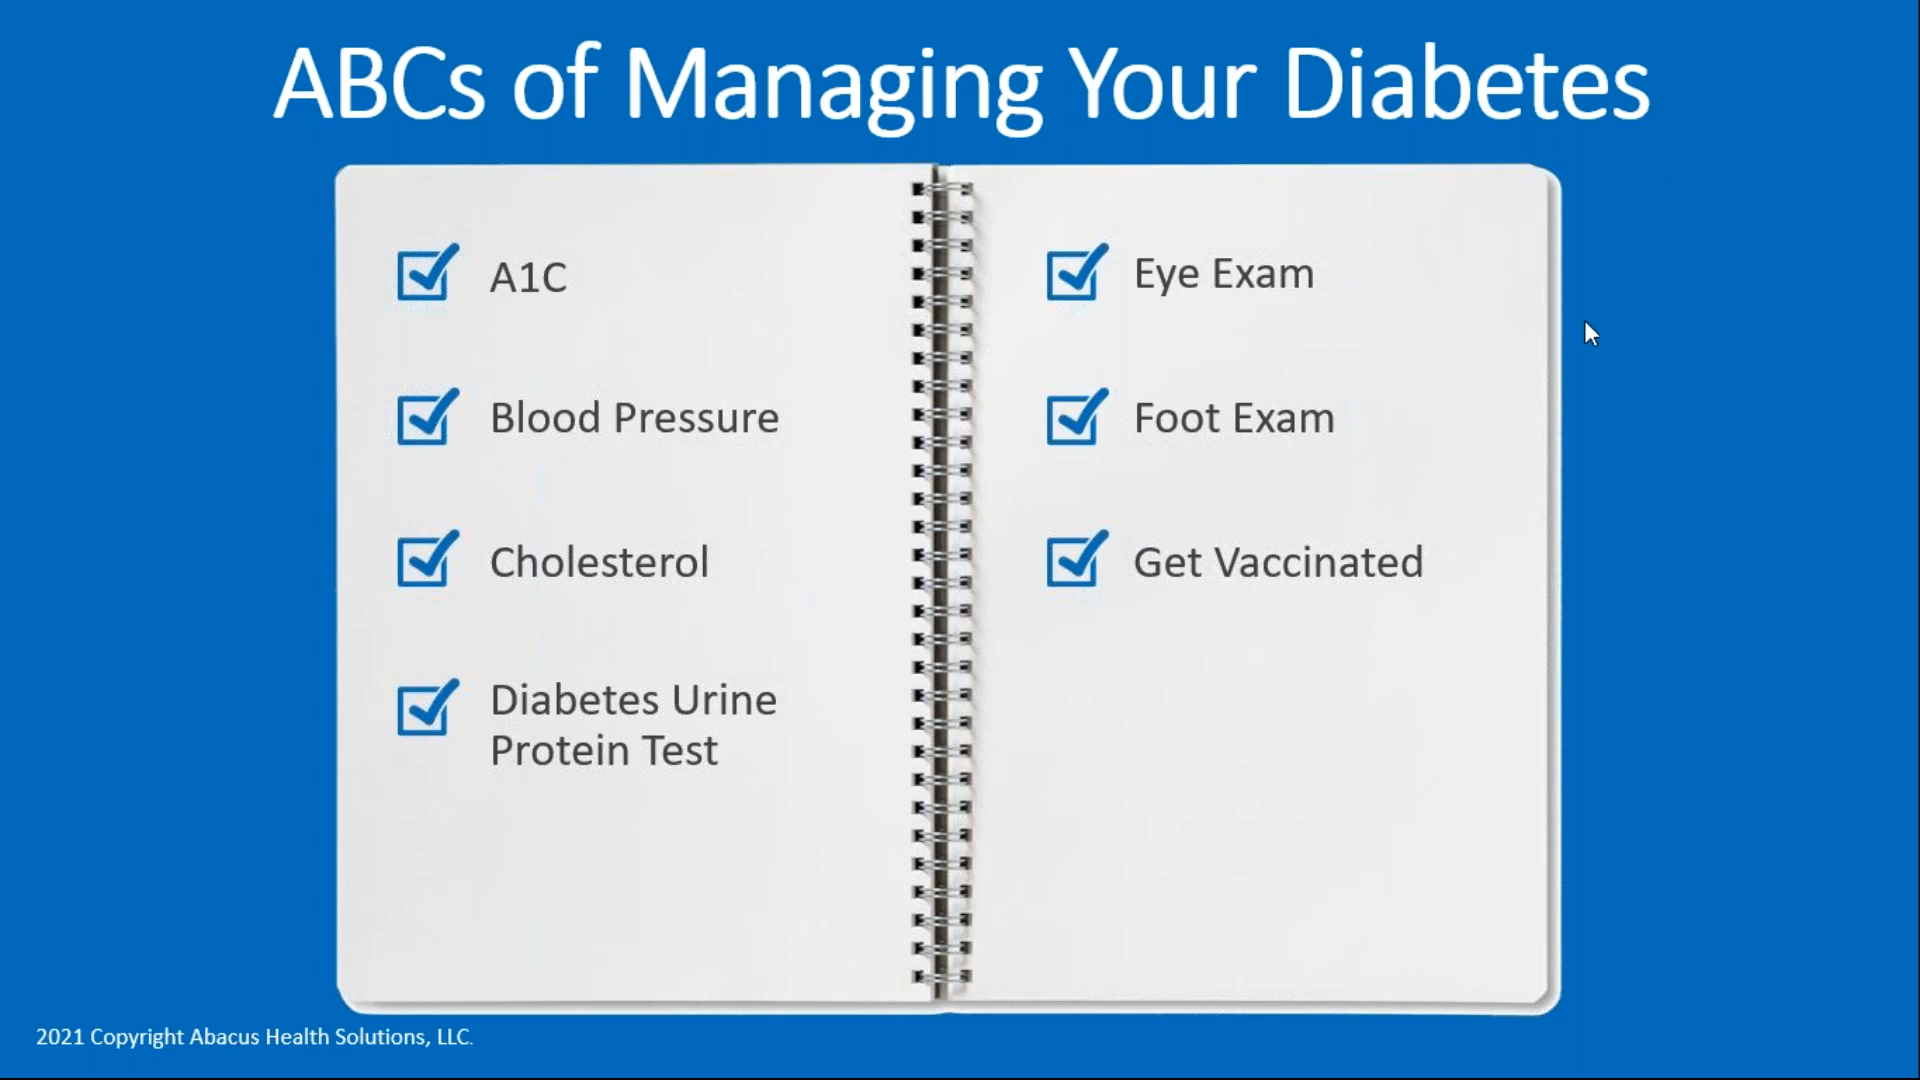 ABCs of Managing Your Diabetes
A1C
Blood Pressure
Cholesterol
Diabetes Urine
Protein Test
Eye Exam
Foot Exam
Get Vaccinated
2021 Copyright Abacus Health Solutions, LLC.